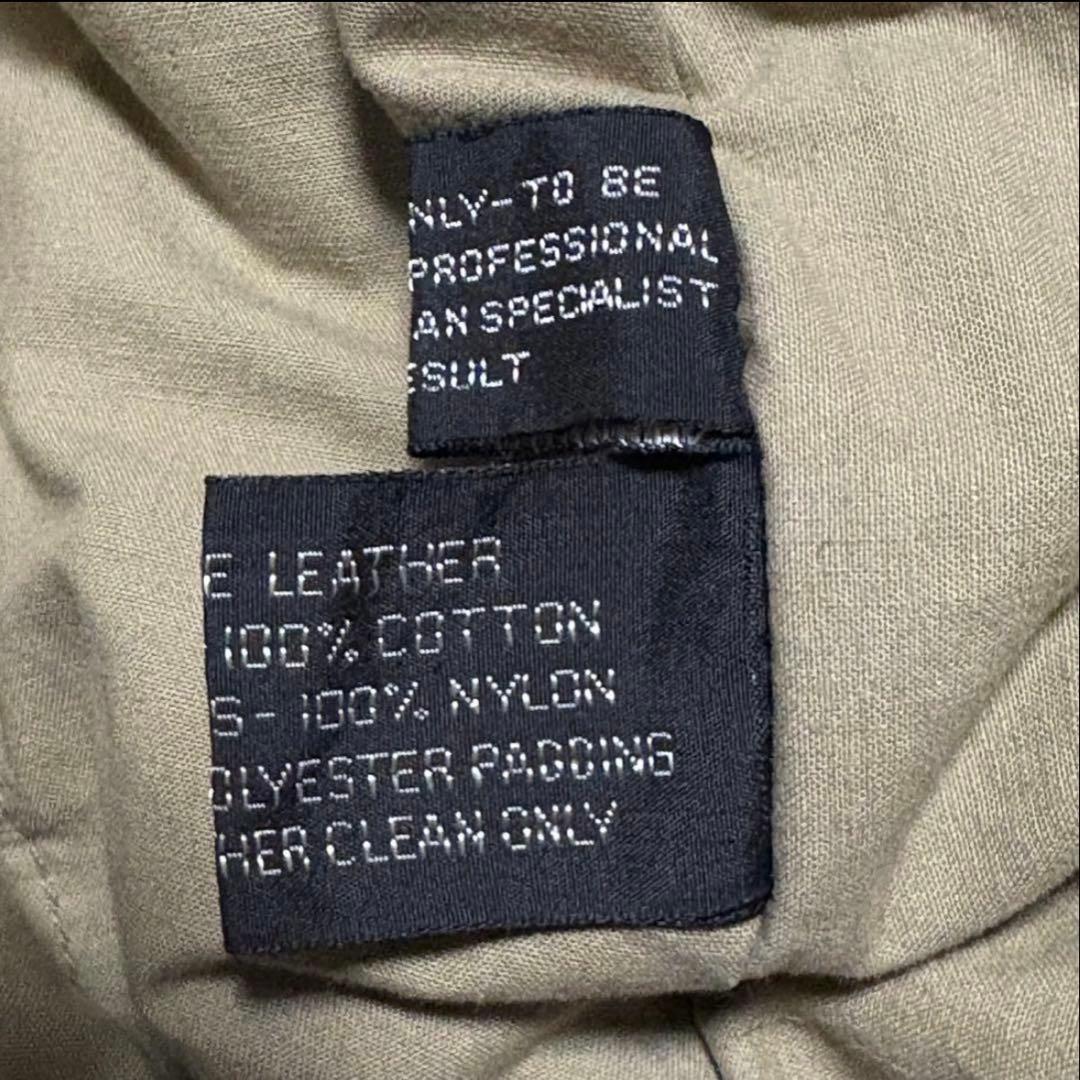 NLY-TO BE
PROFESSIONAL
AN SPECIALIST
ESULT
E LEATHER
100% COTTON
S-100% NYLON
OLYESTER PADDING
HER CLEAN ONLY